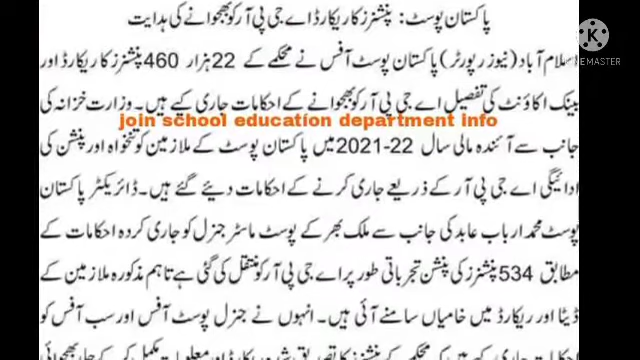 پاکستان پوسٹ: پنشنرز کا ریکارڈ اے جی پی آر کو بھجوانے کی ہدایت
اسلام آباد (نیوز رپورٹر) پاکستان پوسٹ آفس نے محکمے کے 22 ہزار 460 پنشنرز کا ریکارڈ اور
بینک اکاؤنٹ کی تفصیل اے جی پی آر کو بھجوانے کے احکامات جاری کیے ہیں۔ وزارت خزانہ کی
join school education department info
جانب سے آئندہ مالی سال 22-2021 میں پاکستان پوسٹ کے ملازمین کو تنخواہ اور پنشن کی
ادائیگی اے جی پی آر کے ذریعے جاری کرنے کے احکامات دیئے گئے ہیں۔ ڈائریکٹر پاکستان
پوسٹ محمد ارباب عابد کی جانب سے ملک بھر کے پوسٹ ماسٹر جنرل کو جاری کردہ احکامات کے
مطابق 534 پنشنرز کی پنشن تجرباتی طور پر اے جی پی آر کو منتقل کی گئی ہے تاہم مذکورہ ملازمین کے
ڈیٹا اور ریکارڈ میں خامیاں سامنے آئی ہیں۔ انہوں نے جنرل پوسٹ آفس اور سب آفس کو